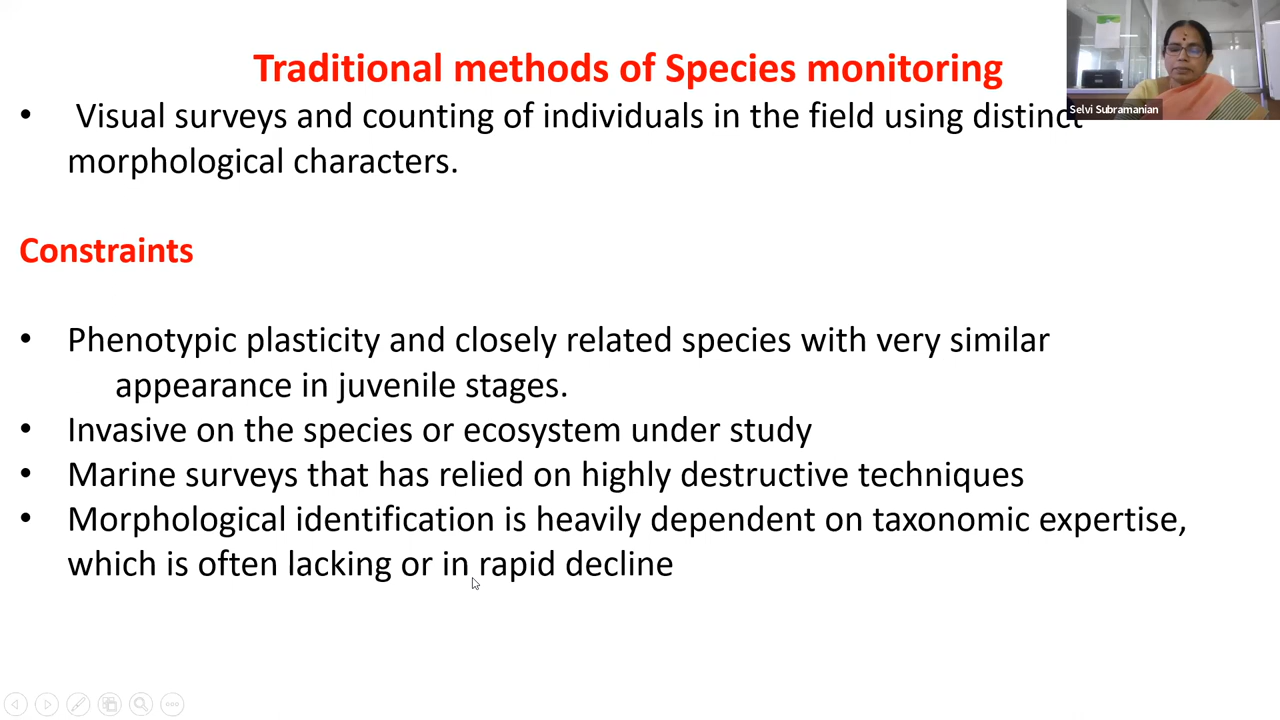 Traditional methods of Species monitoring
• Visual surveys and counting of individuals in the field using distinct
morphological characters.
Constraints
• Phenotypic plasticity and closely related species with very similar
appearance in juvenile stages.
• Invasive on the species or ecosystem under study
• Marine surveys that has relied on highly destructive techniques
• Morphological identification is heavily dependent on taxonomic expertise,
which is often lacking or in rapid decline
Selvi Subramanian